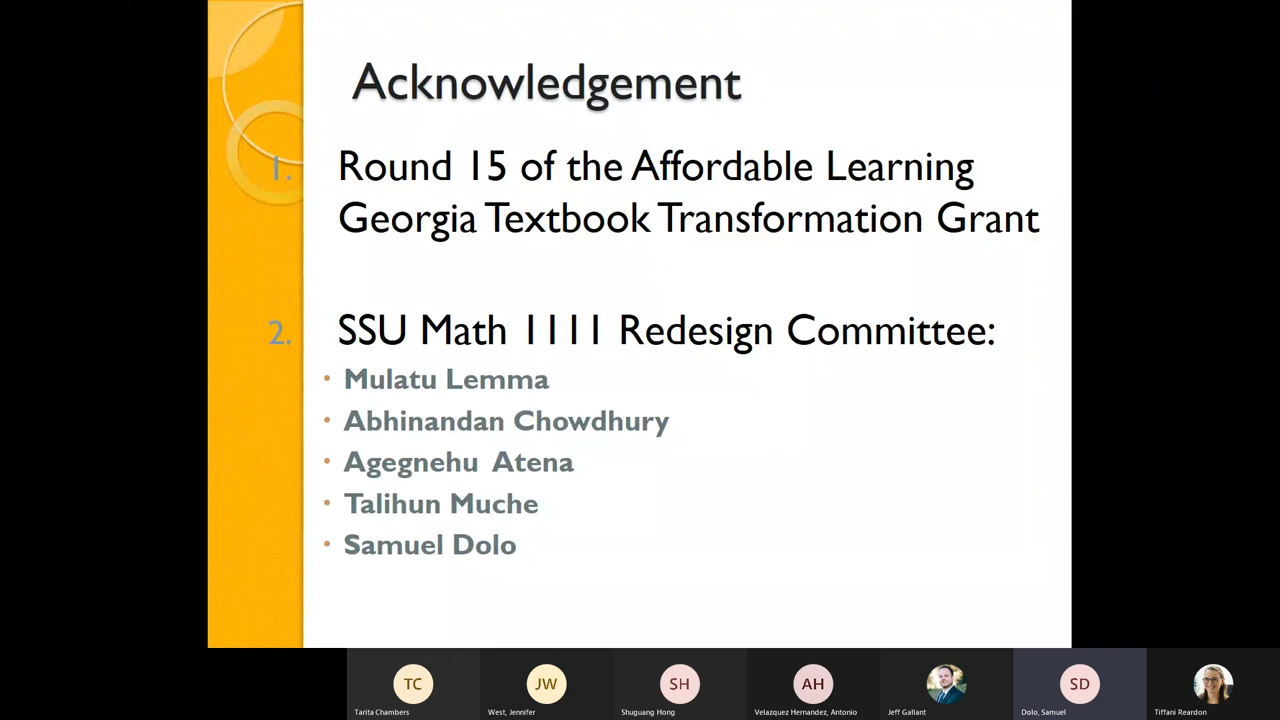 Acknowledgement
1. Round 15 of the Affordable Learning
Georgia Textbook Transformation Grant
2. SSU Math 1111 Redesign Committee:
• Mulatu Lemma
• Abhinandan Chowdhury
• Agegnehu Atena
• Talihun Muche
• Samuel Dolo
TC
JW
SH
AH
SD
Tarita Chambers
West, Jennifer
Shuguang Hong
Velazquez Hernandez, Antonio
Jeff Gallant
Dolo, Samuel
Tiffani Reardon